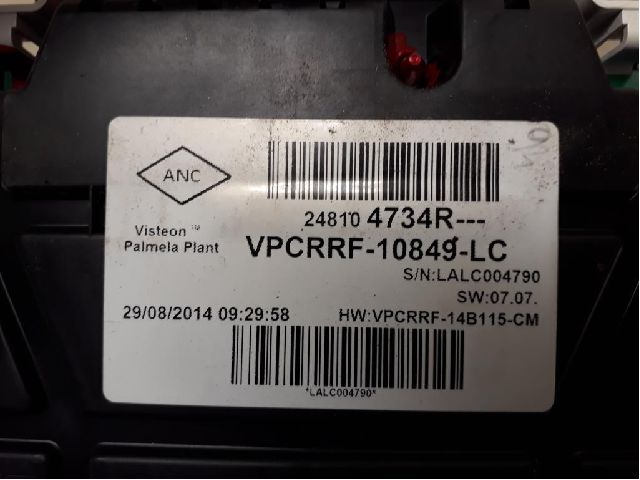 ANC
24810 4734R---
Visteon™
Palmela Plant
VPCRRF-10849-LC
S/N:LALC004790
SW:07.07.
29/08/2014 09:29:58
HW:VPCRRF-14B115-CM
*LALC004790*